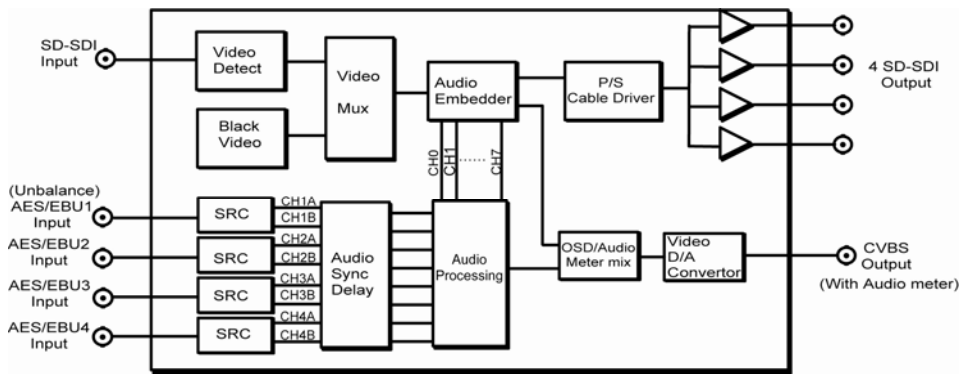 SD-SDI
Input
Video
Detect
Black
Video
Video
Mux
Audio
Embedder
P/S
Cable Driver
4 SD-SDI
Output
CH0
CH1
......
CH7
(Unbalance)
AES/EBU1
Input
AES/EBU2
Input
AES/EBU3
Input
AES/EBU4
Input
SRC
SRC
SRC
SRC
CH1A
CH1B
CH2A
CH2B
CH3A
CH3B
CH4A
CH4B
Audio
Sync
Delay
Audio
Processing
OSD/Audio
Meter mix
Video
D/A
Convertor
CVBS
Output
(With Audio meter)